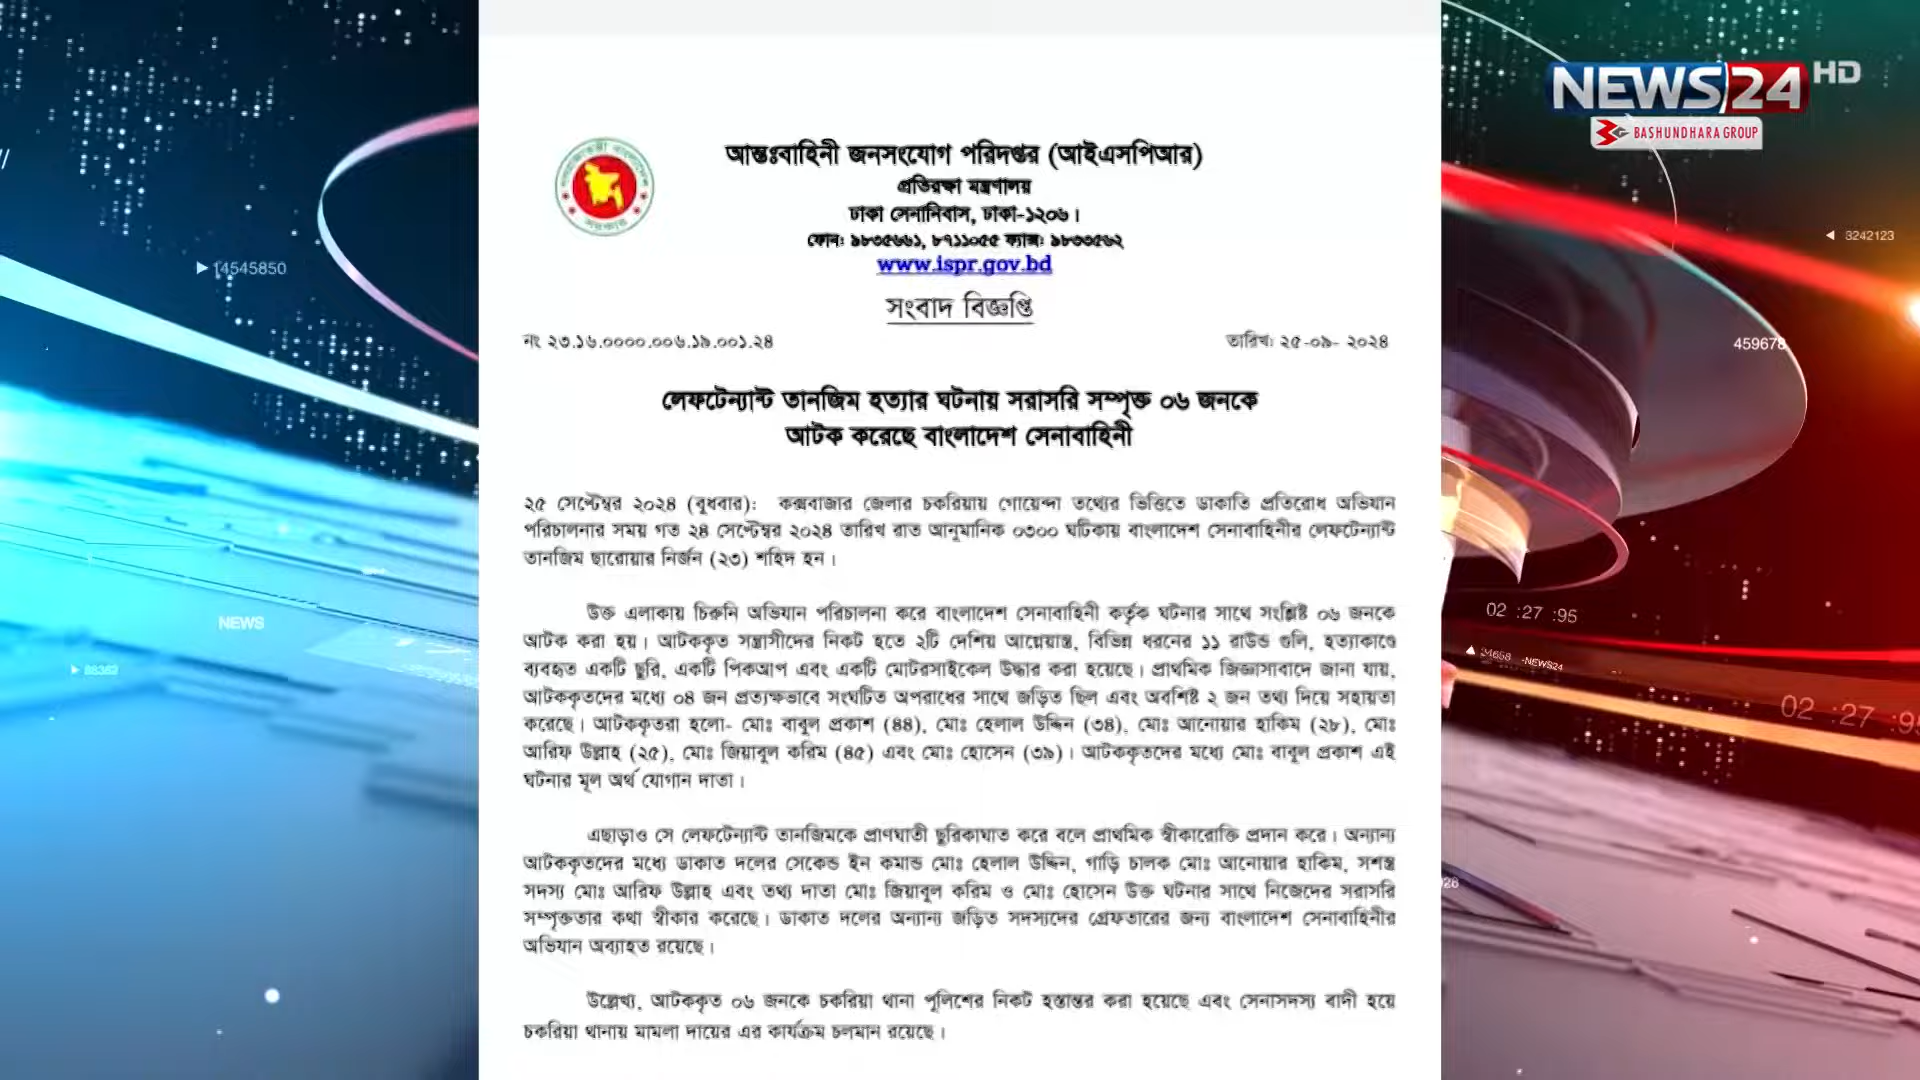 NEWS24 HD
BASHUNDHARA GROUP
আন্তঃবাহিনী জনসংযোগ পরিদপ্তর (আইএসপিআর)
প্রতিরক্ষা মন্ত্রণালয়
ঢাকা সেনানিবাস, ঢাকা-১২০৬।
ফোন: ৯৮৩৫৬৬১, ৮৭১১০৫৫ ফ্যাক্স: ৯৮৩৩৫৬২
www.ispr.gov.bd
সংবাদ বিজ্ঞপ্তি
নং ২৩.১৬.০০০০.০০৬.১৯.০০১.২৪
তারিখ: ২৫-০৯- ২০২৪
লেফটেন্যান্ট তানজিম হত্যার ঘটনায় সরাসরি সম্পৃক্ত ০৬ জনকে
আটক করেছে বাংলাদেশ সেনাবাহিনী
২৫ সেপ্টেম্বর ২০২৪ (বুধবার): কক্সবাজার জেলার চকরিয়ায় গোয়েন্দা তথ্যের ভিত্তিতে ডাকাতি প্রতিরোধ অভিযান
পরিচালনার সময় গত ২৪ সেপ্টেম্বর ২০২৪ তারিখ রাত আনুমানিক ০৩০০ ঘটিকায় বাংলাদেশ সেনাবাহিনীর লেফটেন্যান্ট
তানজিম ছারোয়ার নির্জন (২৩) শহিদ হন।
উক্ত এলাকায় চিরুনি অভিযান পরিচালনা করে বাংলাদেশ সেনাবাহিনী কর্তৃক ঘটনার সাথে সংশ্লিষ্ট ০৬ জনকে
আটক করা হয়। আটককৃত সন্ত্রাসীদের নিকট হতে ২টি দেশিয় আগ্নেয়াস্ত্র, বিভিন্ন ধরনের ১১ রাউন্ড গুলি, হত্যাকাণ্ডে
ব্যবহৃত একটি ছুরি, একটি পিকআপ এবং একটি মোটরসাইকেল উদ্ধার করা হয়েছে। প্রাথমিক জিজ্ঞাসাবাদে জানা যায়,
আটককৃতদের মধ্যে ০৪ জন প্রত্যক্ষভাবে সংঘটিত অপরাধের সাথে জড়িত ছিল এবং অবশিষ্ট ২ জন তথ্য দিয়ে সহায়তা
করেছে। আটককৃতরা হলো- মোঃ বাবুল প্রকাশ (৪৪), মোঃ হেলাল উদ্দিন (৩৪), মোঃ আনোয়ার হাকিম (২৮), মোঃ
আরিফ উল্লাহ (২৫), মোঃ জিয়াবুল করিম (৪৫) এবং মোঃ হোসেন (৩৯)। আটককৃতদের মধ্যে মোঃ বাবুল প্রকাশ এই
ঘটনার মূল অর্থ যোগান দাতা।
এছাড়াও সে লেফটেন্যান্ট তানজিমকে প্রাণঘাতী ছুরিকাঘাত করে বলে প্রাথমিক স্বীকারোক্তি প্রদান করে। অন্যান্য
আটককৃতদের মধ্যে ডাকাত দলের সেকেন্ড ইন কমান্ড মোঃ হেলাল উদ্দিন, গাড়ি চালক মোঃ আনোয়ার হাকিম, সশস্ত্র
সদস্য মোঃ আরিফ উল্লাহ এবং তথ্য দাতা মোঃ জিয়াবুল করিম ও মোঃ হোসেন উক্ত ঘটনার সাথে নিজেদের সরাসরি
সম্পৃক্ততার কথা স্বীকার করেছে। ডাকাত দলের অন্যান্য জড়িত সদস্যদের গ্রেফতারের জন্য বাংলাদেশ সেনাবাহিনীর
অভিযান অব্যাহত রয়েছে।
উল্লেখ্য, আটককৃত ০৬ জনকে চকরিয়া থানা পুলিশের নিকট হস্তান্তর করা হয়েছে এবং সেনাসদস্য বাদী হয়ে
চকরিয়া থানায় মামলা দায়ের এর কার্যক্রম চলমান রয়েছে।
14545850
NEWS
88363
3242123
459678
02 :27 :95
24658 -NEWS24
02 :27 :95